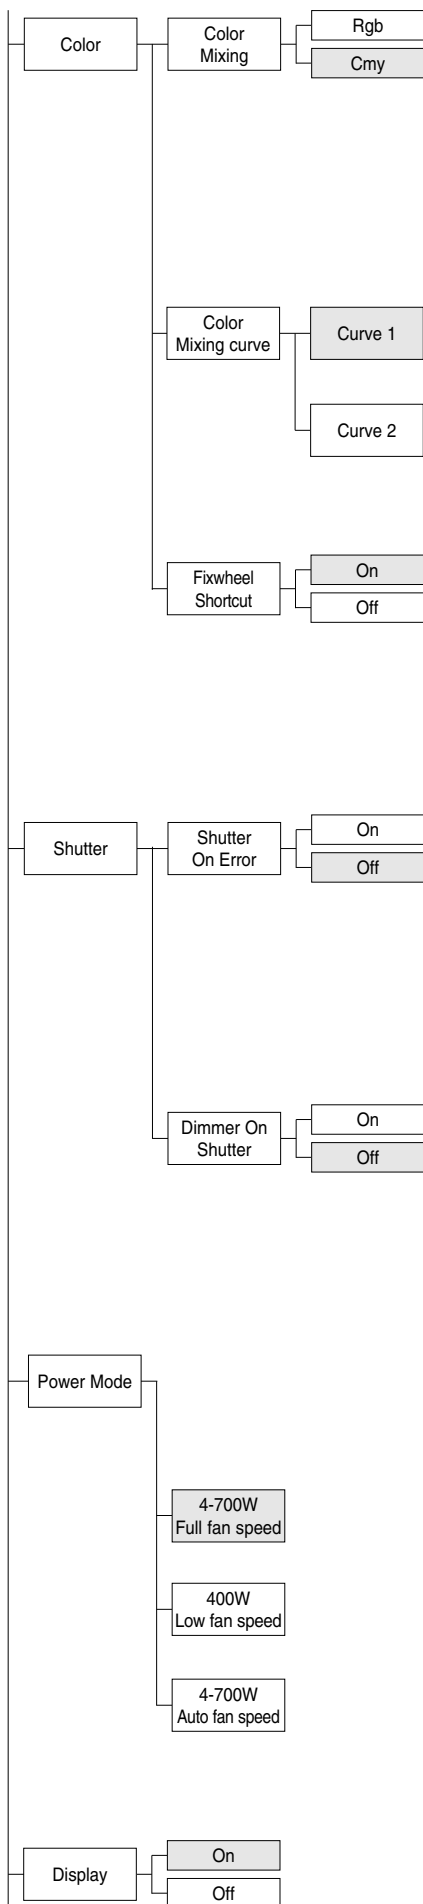 Color
Color
Mixing
Rgb
Cmy
Color
Mixing curve
Curve 1
Curve 2
Fixwheel
Shortcut
On
Off
Shutter
Shutter
On Error
On
Off
Dimmer On
Shutter
On
Off
Power Mode
4-700W
Full fan speed
400W
Low fan speed
4-700W
Auto fan speed
Display
On
Off